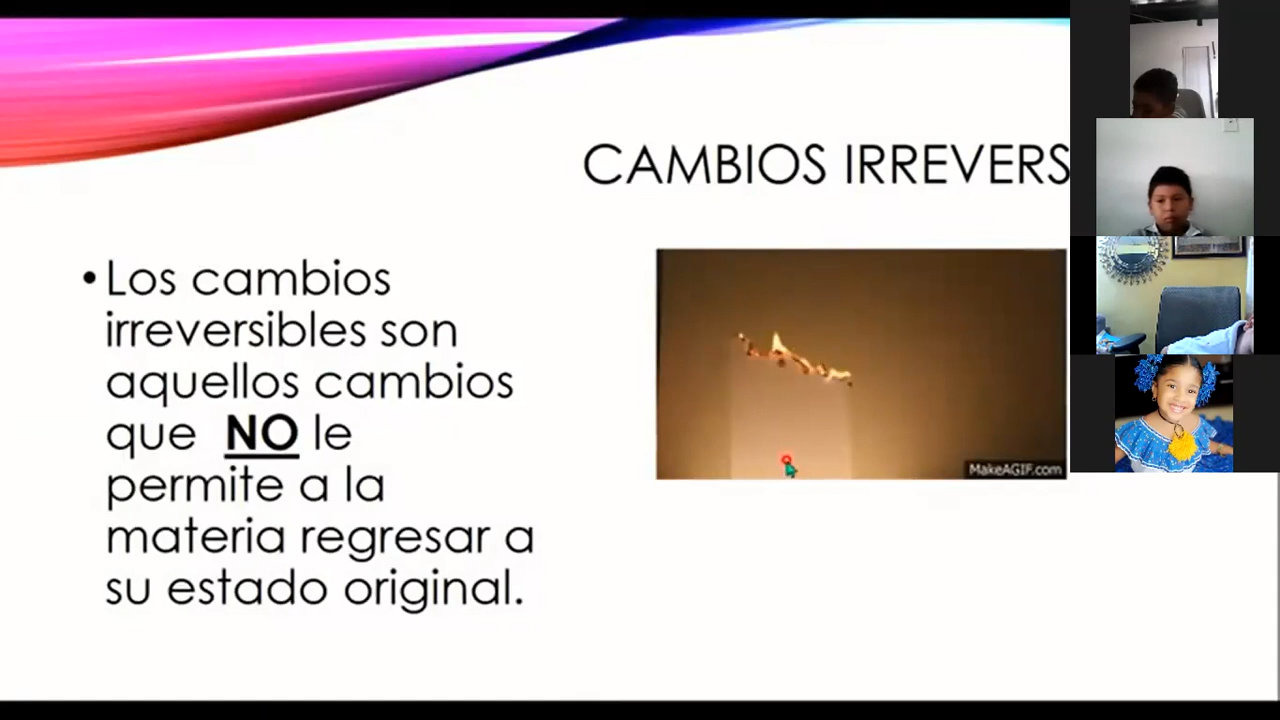 CAMBIOS IRREVERS
• Los cambios
irreversibles son
aquellos cambios
que NO le
permite a la
materia regresar a
su estado original.
MakeAGIF.com